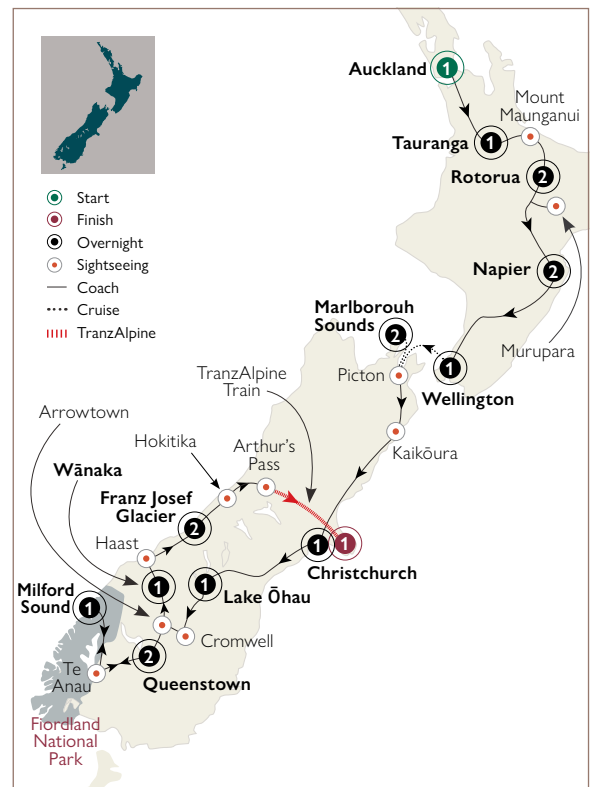 Auckland
1
Mount
Maunganui
Tauranga
1
Rotorua
2
Start
Finish
Overnight
Sightseeing
Coach
Cruise
TranzAlpine
Napier
2
Marlborouh
Sounds
2
Murupara
Picton
1
Wellington
TranzAlpine
Train
Arrowtown
Hokitika
Arthur's
Pass
Kaikōura
Wānaka
Franz Josef
Glacier
2
Haast
1
1
Christchurch
Milford
Sound
1
1
1
Lake Ōhau
Cromwell
Te
Anau
2
Queenstown
Fiordland
National
Park